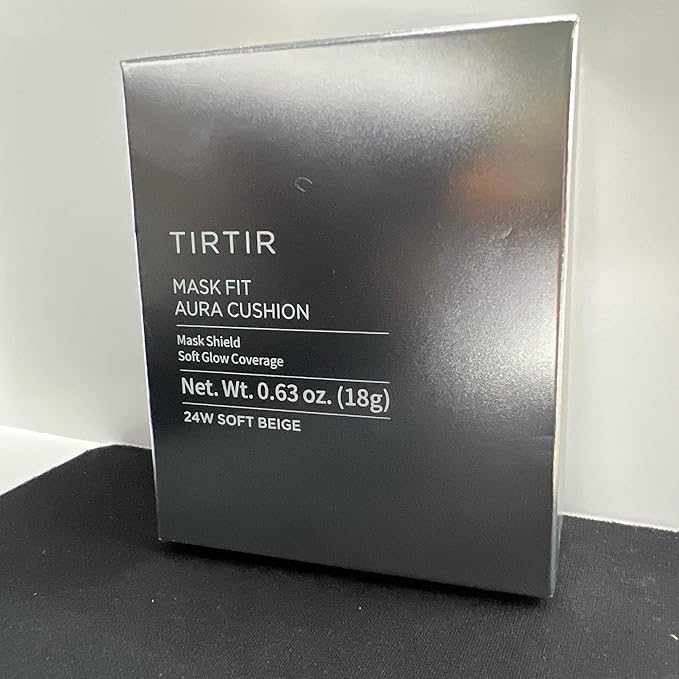 TIRTIR
MASK FIT
AURA CUSHION
Mask Shield
Soft Glow Coverage
Net. Wt. 0.63 oz. (18g)
24W SOFT BEIGE